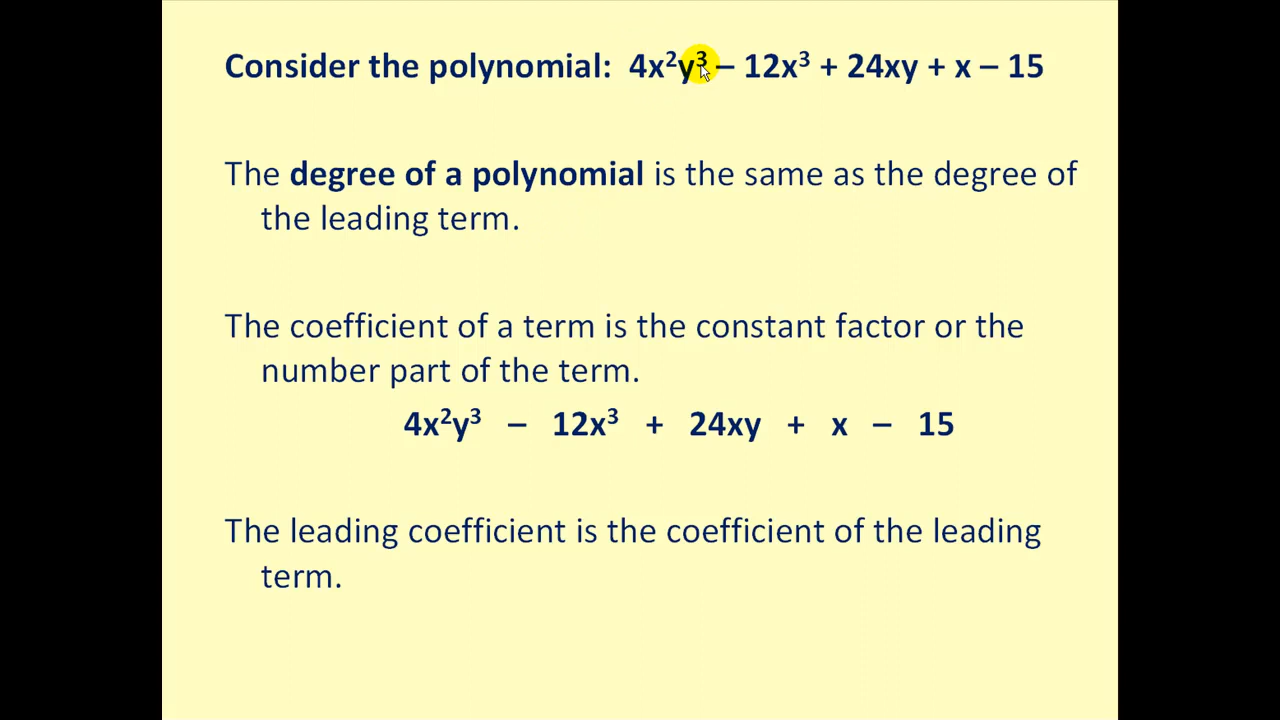 Consider the polynomial: 4x²y³ – 12x³ + 24xy + x – 15
The degree of a polynomial is the same as the degree of
the leading term.
The coefficient of a term is the constant factor or the
number part of the term.
4x²y³ – 12x³ + 24xy + x – 15
The leading coefficient is the coefficient of the leading
term.